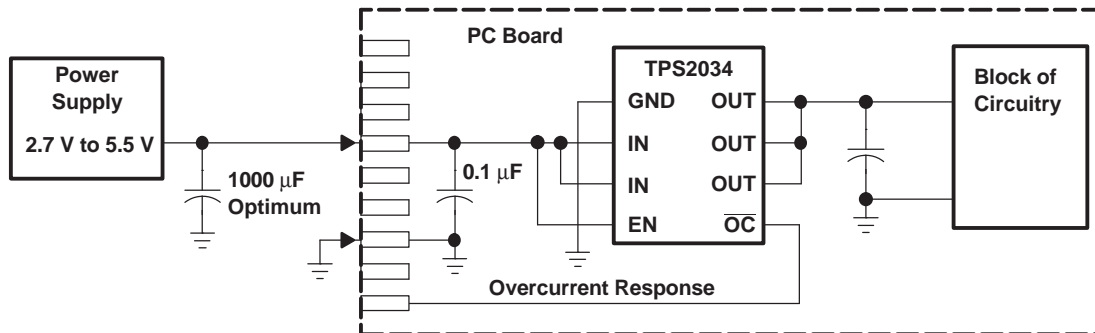 PC Board
Power
Supply
2.7 V to 5.5 V
1000 μF
Optimum
0.1 μF
TPS2034
GND OUT
IN OUT
IN OUT
EN O̅C̅
Block of
Circuitry
Overcurrent Response